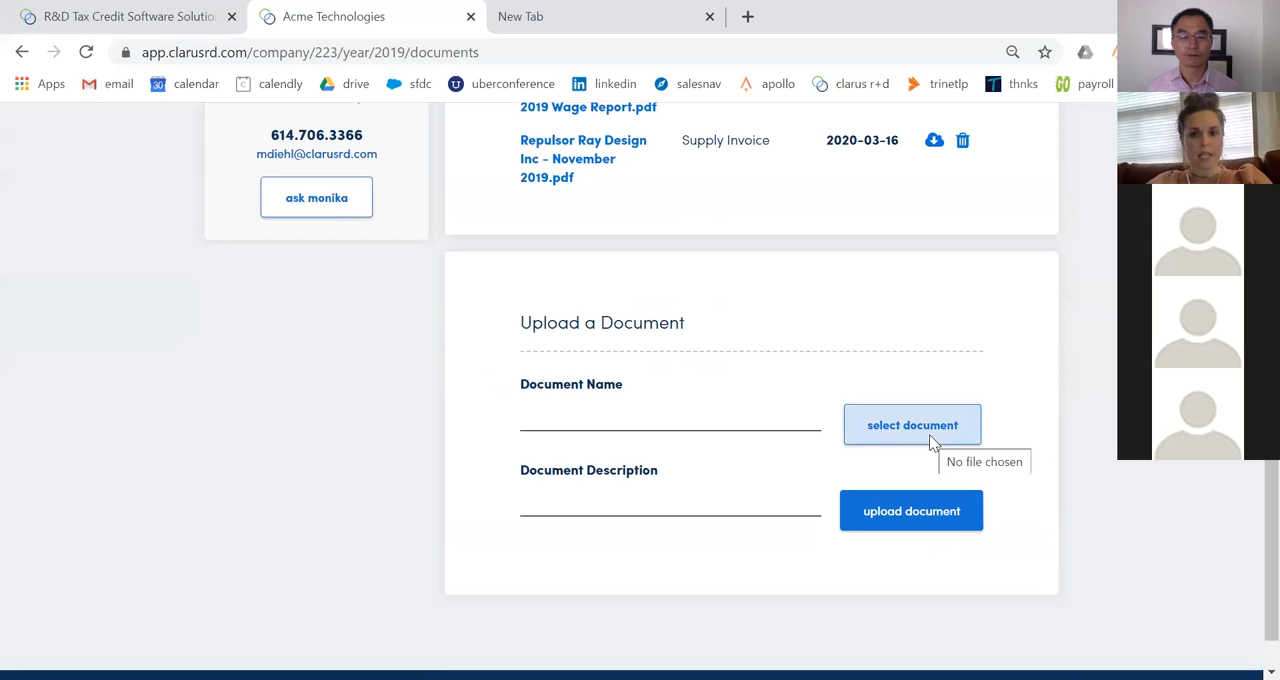 R&D Tax Credit Software Solutio
Acme Technologies
New Tab
app.clarusrd.com/company/223/year/2019/documents
Apps
email
30
calendar
calendly
drive
sfdc
uberconference
linkedin
salesnav
apollo
clarus r+d
trinetlp
thnks
payroll
614.706.3366
mdiehl@clarusrd.com
ask monika
2019 Wage Report.pdf
Repulsor Ray Design
Inc - November
2019.pdf
Supply Invoice
2020-03-16
Upload a Document
Document Name
select document
No file chosen
Document Description
upload document